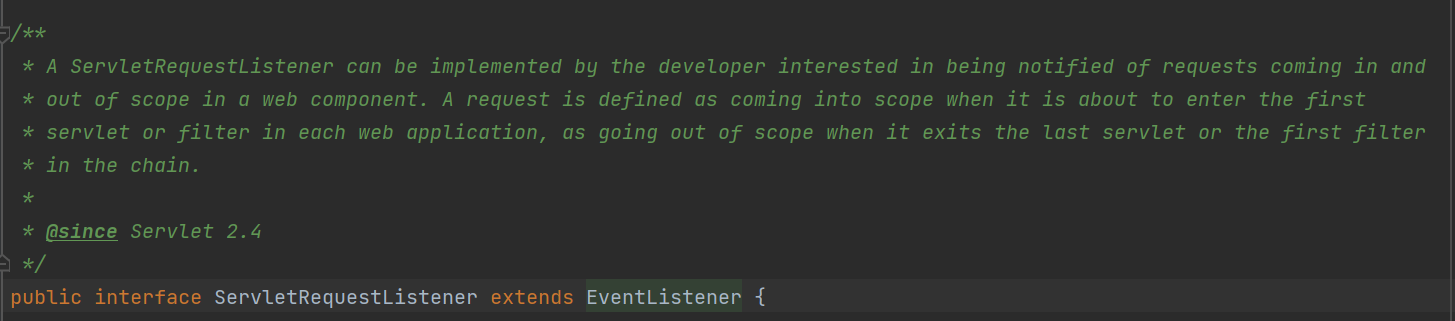 /**
* A ServletRequestListener can be implemented by the developer interested in being notified of requests coming in and
* out of scope in a web component. A request is defined as coming into scope when it is about to enter the first
* servlet or filter in each web application, as going out of scope when it exits the last servlet or the first filter
* in the chain.
*
* @since Servlet 2.4
*/
public interface ServletRequestListener extends EventListener {